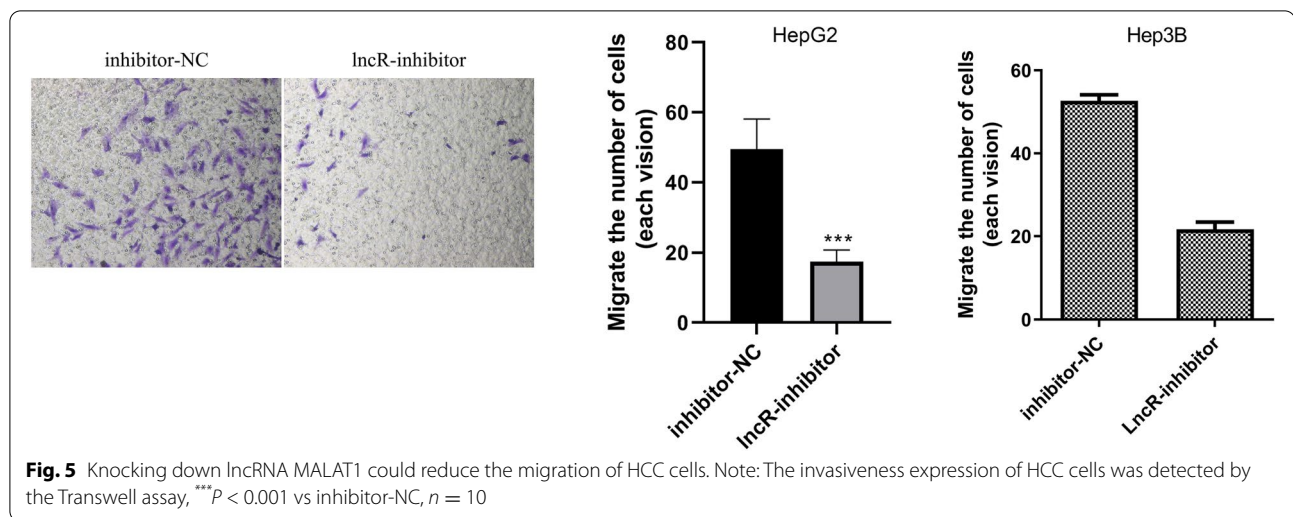 inhibitor-NC
lncR-inhibitor
HepG2
Migrate the number of cells
(each vision)
80
60
40
20
0
***
inhibitor-NC
lncR-inhibitor
Hep3B
Migrate the number of cells
(each vision)
60
40
20
0
inhibitor-NC
LncR-inhibitor
Fig. 5 Knocking down lncRNA MALAT1 could reduce the migration of HCC cells. Note: The invasiveness expression of HCC cells was detected by
the Transwell assay, ***P < 0.001 vs inhibitor-NC, n = 10